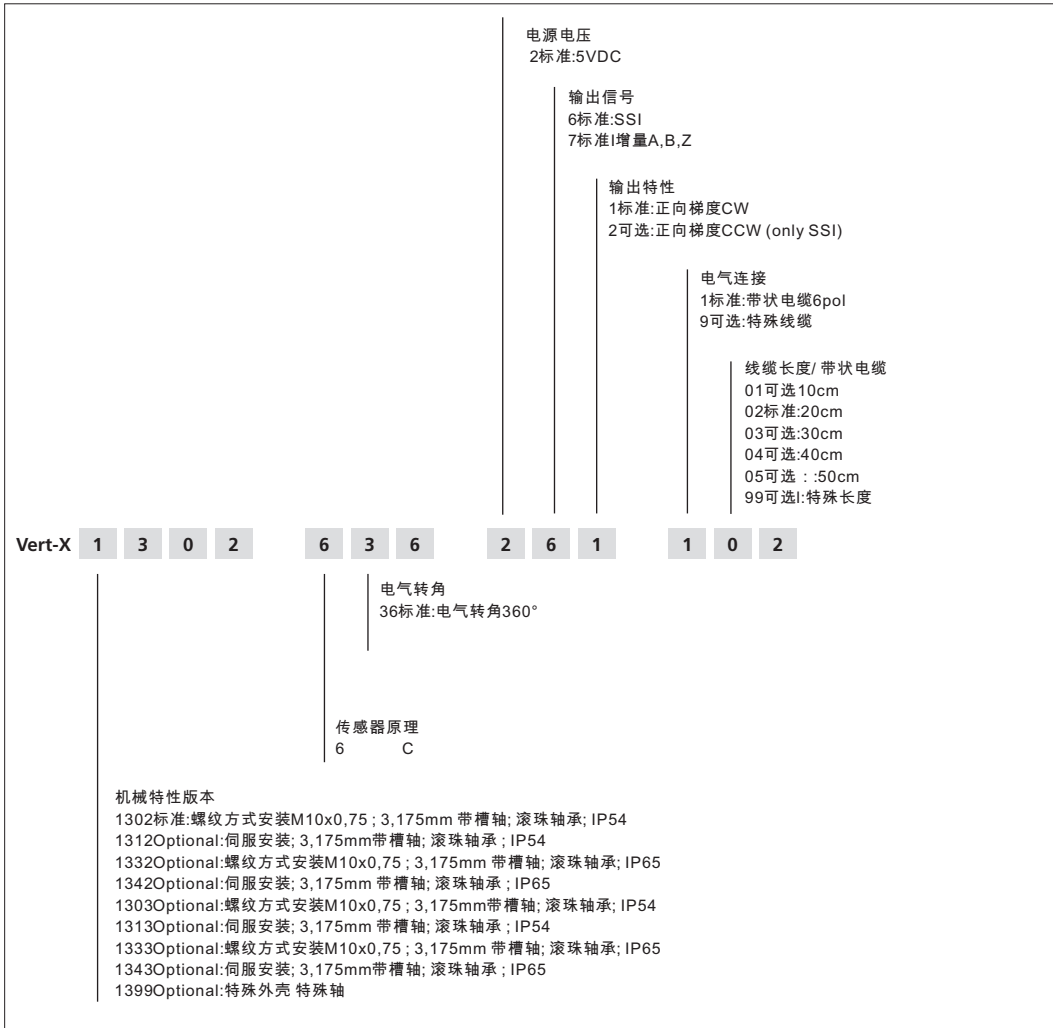 电源电压
2标准:5VDC
输出信号
6标准:SSI
7标准I增量A,B,Z
输出特性
1标准:正向梯度CW
2可选:正向梯度CCW (only SSI)
电气连接
1标准:带状电缆6pol
9可选:特殊线缆
线缆长度/ 带状电缆
01可选10cm
02标准:20cm
03可选:30cm
04可选:40cm
05可选 : :50cm
99可选I:特殊长度
Vert-X 1 3 0 2 6 3 6 2 6 1 1 0 2
电气转角
36标准:电气转角360°
传感器原理
6 C
机械特性版本
1302标准:螺纹方式安装M10x0,75 ; 3,175mm 带槽轴; 滚珠轴承; IP54
1312Optional:伺服安装; 3,175mm带槽轴; 滚珠轴承 ; IP54
1332Optional:螺纹方式安装M10x0,75 ; 3,175mm 带槽轴; 滚珠轴承; IP65
1342Optional:伺服安装; 3,175mm 带槽轴; 滚珠轴承 ; IP65
1303Optional:螺纹方式安装M10x0,75 ; 3,175mm带槽轴; 滚珠轴承; IP54
1313Optional:伺服安装; 3,175mm 带槽轴; 滚珠轴承 ; IP54
1333Optional:螺纹方式安装M10x0,75 ; 3,175mm 带槽轴; 滚珠轴承; IP65
1343Optional:伺服安装; 3,175mm带槽轴; 滚珠轴承 ; IP65
1399Optional:特殊外壳 特殊轴